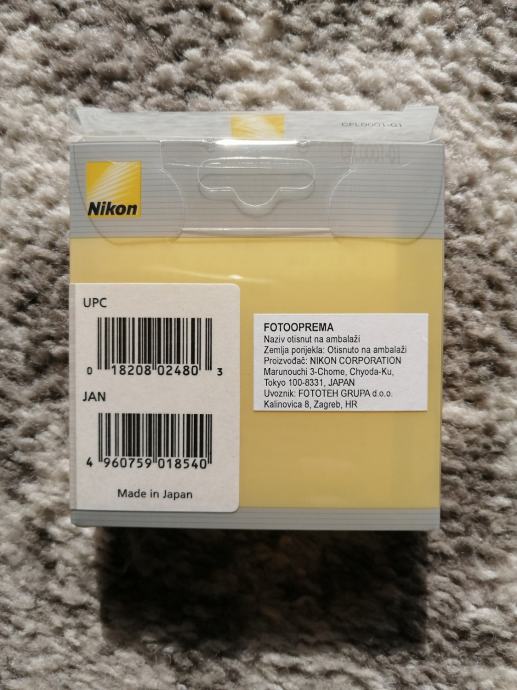 Nikon
UPC
0 18208 02480 3
JAN
4 960759 018540
Made in Japan
FOTOOPREMA
Naziv otisnut na ambalaži
Zemlja porijekla: Otisnuto na ambalaži
Proizvođač: NIKON CORPORATION
Marunouchi 3-Chome, Chyoda-Ku,
Tokyo 100-8331, JAPAN
Uvoznik: FOTOTEH GRUPA d.o.o.
Kalinovica 8, Zagreb, HR